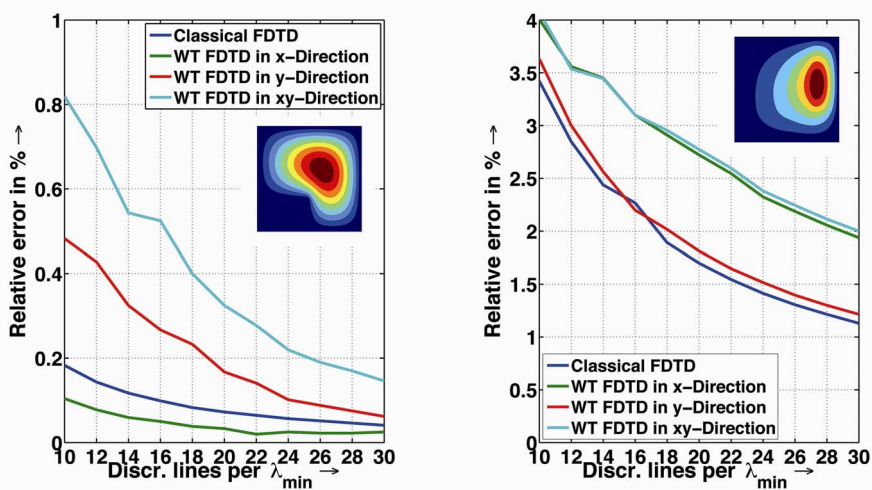 Classical FDTD
WT FDTD in x-Direction
WT FDTD in y-Direction
WT FDTD in xy-Direction
Relative error in % →
1
0.8
0.6
0.4
0.2
0
10 12 14 16 18 20 22 24 26 28 30
Discr. lines per λmin →
Relative error in % →
4
3.5
3
2.5
2
1.5
1
0.5
0
Classical FDTD
WT FDTD in x-Direction
WT FDTD in y-Direction
WT FDTD in xy-Direction
10 12 14 16 18 20 22 24 26 28 30
Discr. lines per λmin →